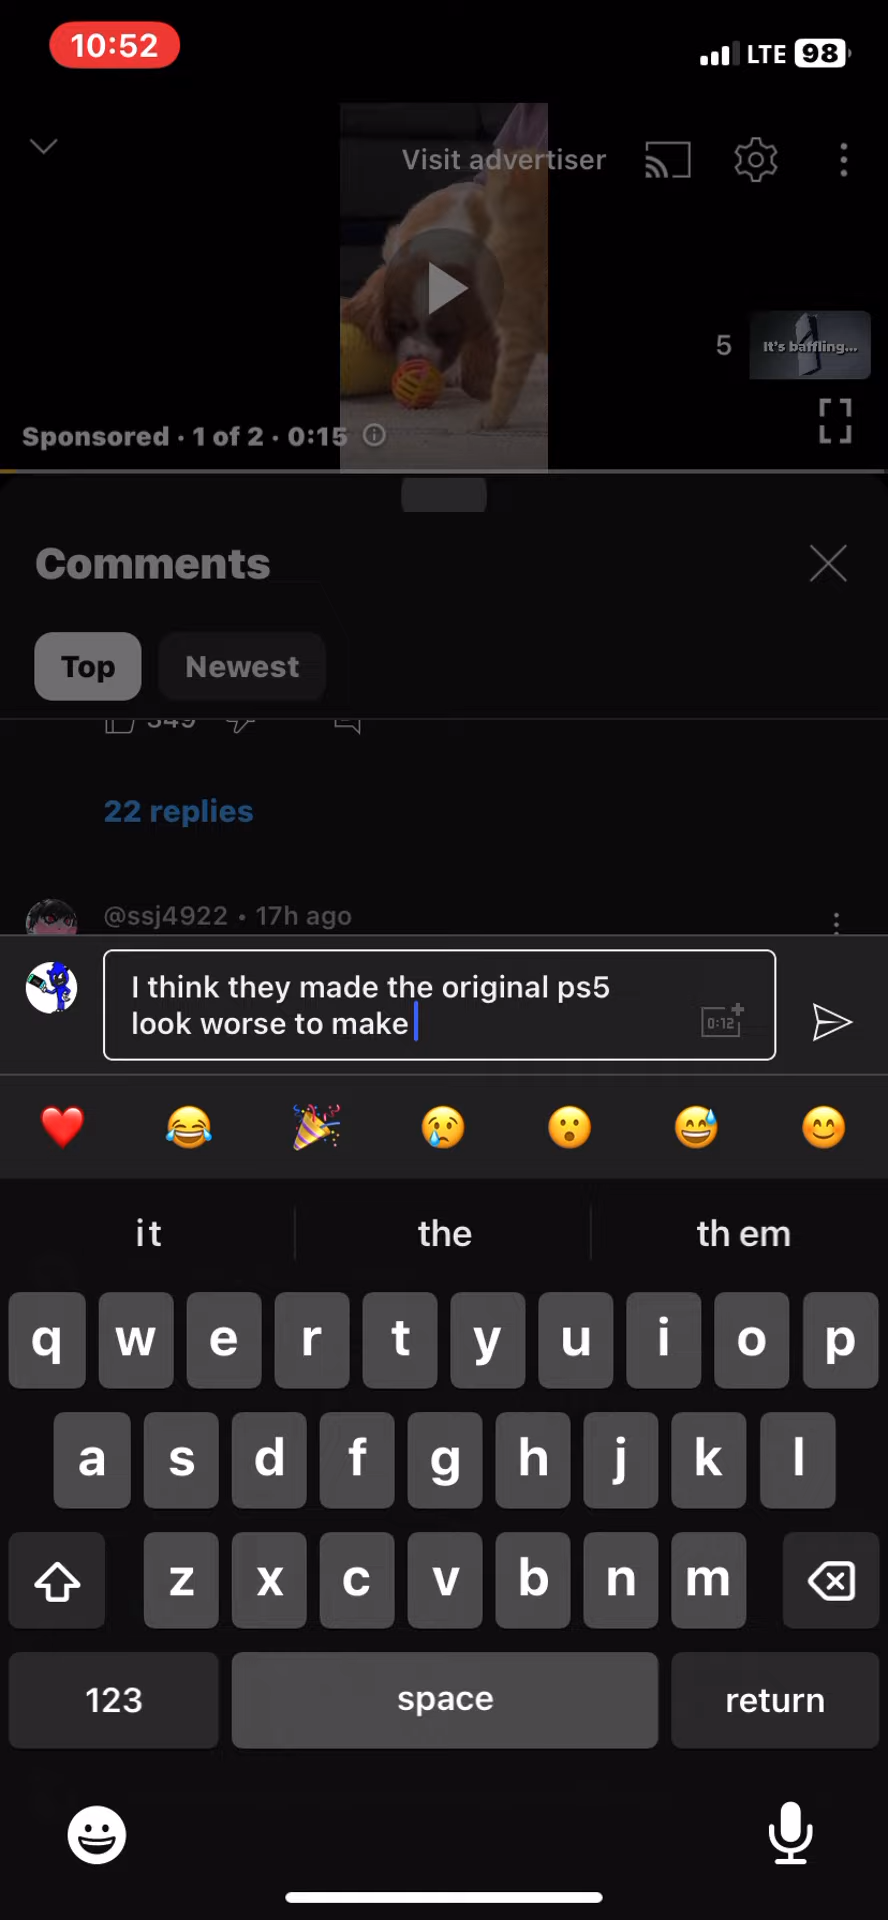 10:52
LTE 98
Visit advertiser
5
It's baffling...
Sponsored · 1 of 2 · 0:15
Comments
Top Newest
349
22 replies
@ssj4922 • 17h ago
I think they made the original ps5
look worse to make
0:12
it the th em
q w e r t y u i o p
a s d f g h j k l
z x c v b n m
123 space return